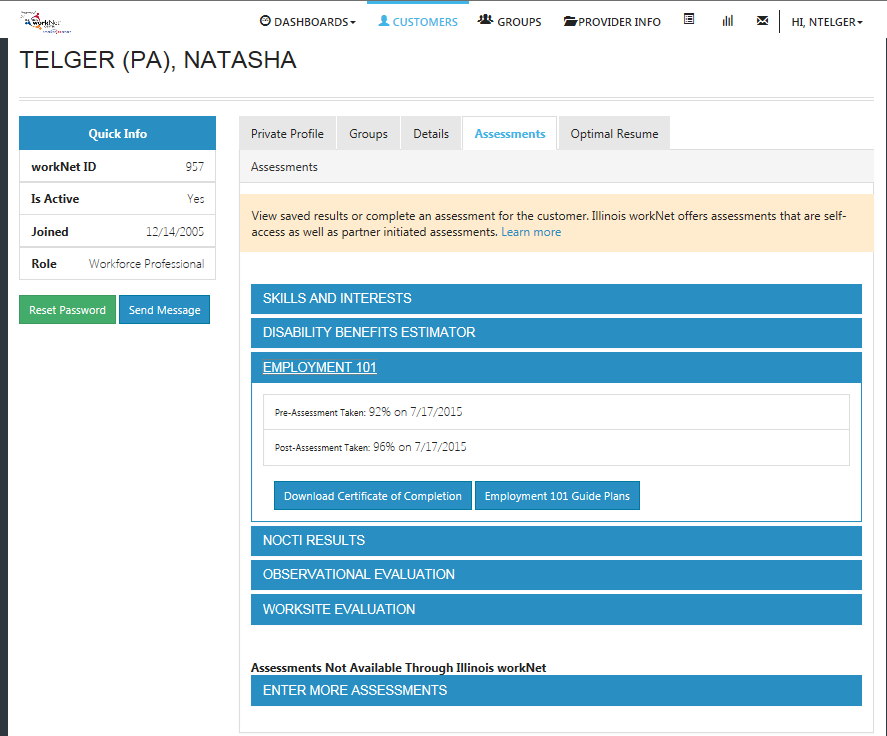 workNet
DASHBOARDS
CUSTOMERS
GROUPS
PROVIDER INFO
HI, NTELGER
TELGER (PA), NATASHA
Quick Info
workNet ID 957
Is Active Yes
Joined 12/14/2005
Role Workforce Professional
Reset Password
Send Message
Private Profile
Groups
Details
Assessments
Optimal Resume
Assessments
View saved results or complete an assessment for the customer. Illinois workNet offers assessments that are self-
access as well as partner initiated assessments. Learn more
SKILLS AND INTERESTS
DISABILITY BENEFITS ESTIMATOR
EMPLOYMENT 101
Pre-Assessment Taken: 92% on 7/17/2015
Post-Assessment Taken: 96% on 7/17/2015
Download Certificate of Completion
Employment 101 Guide Plans
NOCTI RESULTS
OBSERVATIONAL EVALUATION
WORKSITE EVALUATION
Assessments Not Available Through Illinois workNet
ENTER MORE ASSESSMENTS